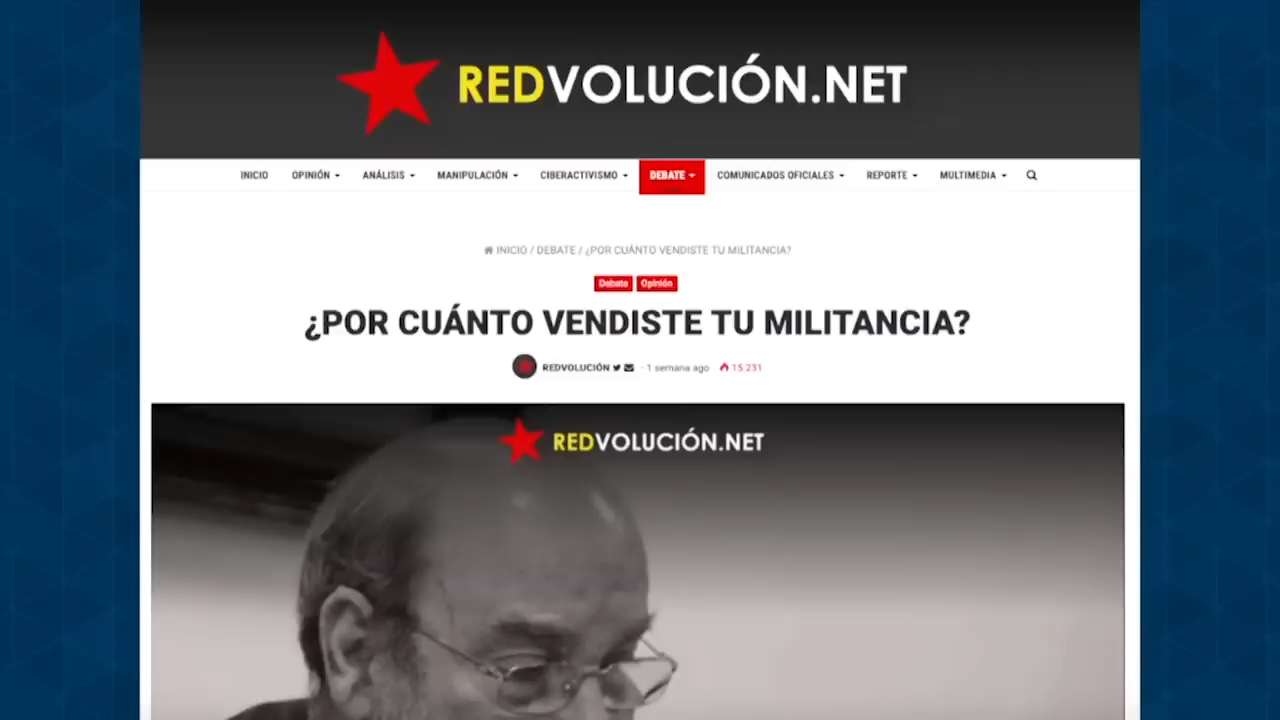 REDVOLUCIÓN.NET
INICIO OPINIÓN ANÁLISIS MANIPULACIÓN CIBERACTIVISMO DEBATE COMUNICADOS OFICIALES REPORTE MULTIMEDIA
INICIO / DEBATE / ¿POR CUÁNTO VENDISTE TU MILITANCIA?
Debate Opinión
¿POR CUÁNTO VENDISTE TU MILITANCIA?
REDVOLUCIÓN - 1 semana ago 15.231
REDVOLUCIÓN.NET